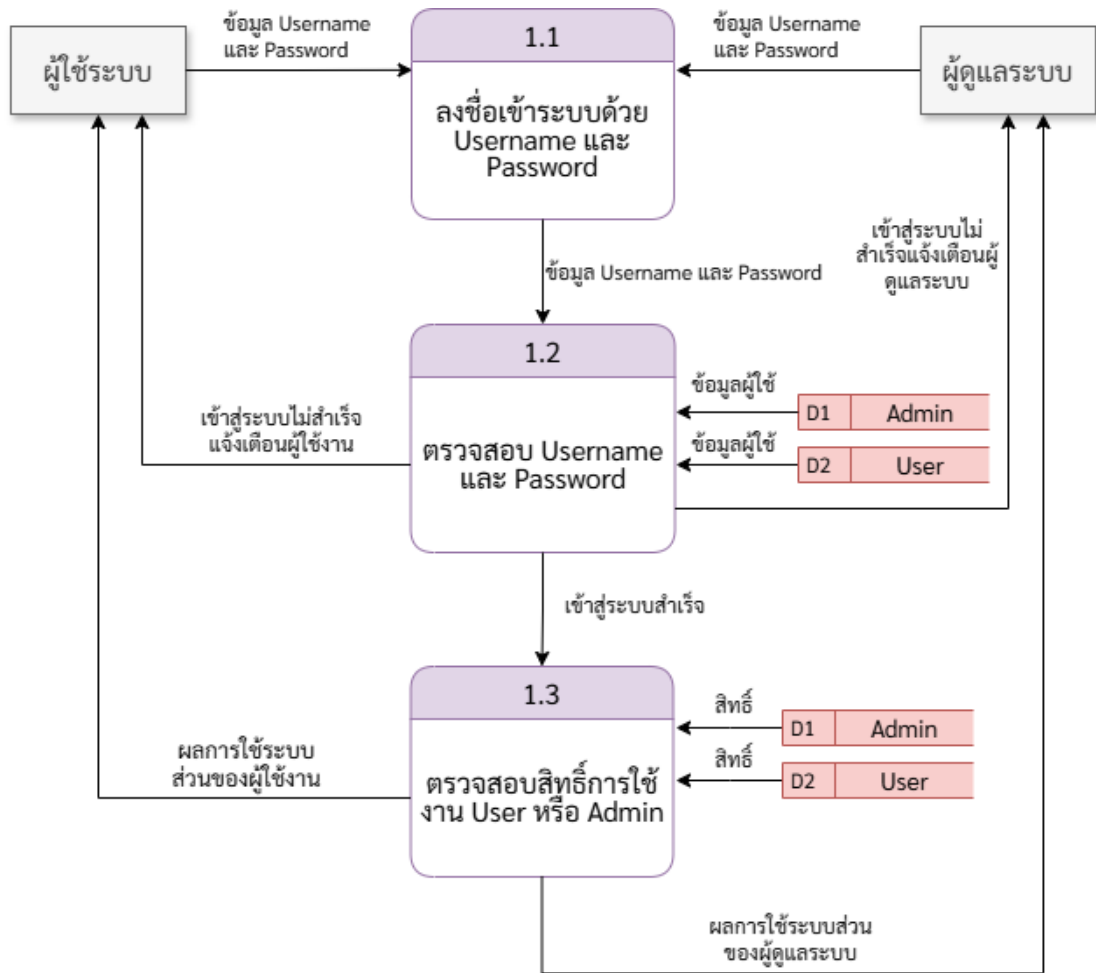 ข้อมูล Username
และ Password
1.1
ข้อมูล Username
และ Password
ผู้ใช้ระบบ
ผู้ดูแลระบบ
ลงชื่อเข้าระบบด้วย
Username และ
Password
เข้าสู่ระบบไม่
สำเร็จแจ้งเตือนผู้
ดูแลระบบ
ข้อมูล Username และ Password
1.2
ข้อมูลผู้ใช้
D1 Admin
เข้าสู่ระบบไม่สำเร็จ
แจ้งเตือนผู้ใช้งาน
ตรวจสอบ Username
และ Password
ข้อมูลผู้ใช้
D2 User
เข้าสู่ระบบสำเร็จ
1.3
สิทธิ์
D1 Admin
ผลการใช้ระบบ
ส่วนของผู้ใช้งาน
ตรวจสอบสิทธิ์การใช้
งาน User หรือ Admin
สิทธิ์
D2 User
ผลการใช้ระบบส่วน
ของผู้ดูแลระบบ